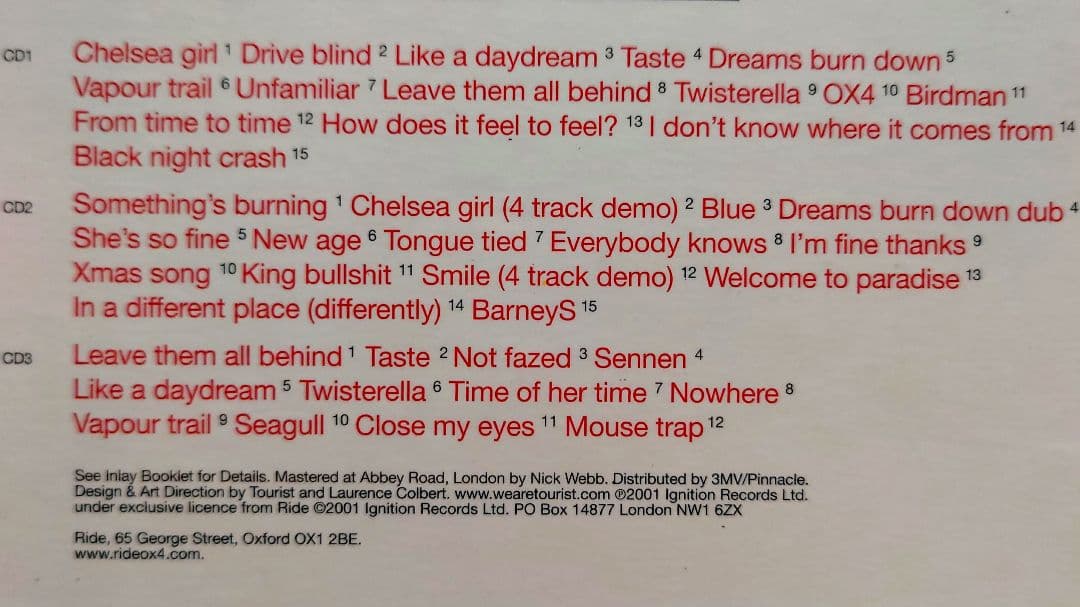 CD1 Chelsea girl 1 Drive blind 2 Like a daydream 3 Taste 4 Dreams burn down 5
Vapour trail 6 Unfamiliar 7 Leave them all behind 8 Twisterella 9 OX4 10 Birdman 11
From time to time 12 How does it feel to feel? 13 I don't know where it comes from 14
Black night crash 15
CD2 Something's burning 1 Chelsea girl (4 track demo) 2 Blue 3 Dreams burn down dub 4
She's so fine 5 New age 6 Tongue tied 7 Everybody knows 8 I'm fine thanks 9
Xmas song 10 King bullshit 11 Smile (4 track demo) 12 Welcome to paradise 13
In a different place (differently) 14 BarneyS 15
CD3 Leave them all behind 1 Taste 2 Not fazed 3 Sennen 4
Like a daydream 5 Twisterella 6 Time of her time 7 Nowhere 8
Vapour trail 9 Seagull 10 Close my eyes 11 Mouse trap 12
See Inlay Booklet for Details. Mastered at Abbey Road, London by Nick Webb. Distributed by 3MV/Pinnacle.
Design & Art Direction by Tourist and Laurence Colbert. www.wearetourist.com ℗2001 Ignition Records Ltd.
under exclusive licence from Ride ©2001 Ignition Records Ltd. PO Box 14877 London NW1 6ZX
Ride, 65 George Street, Oxford OX1 2BE.
www.rideox4.com.